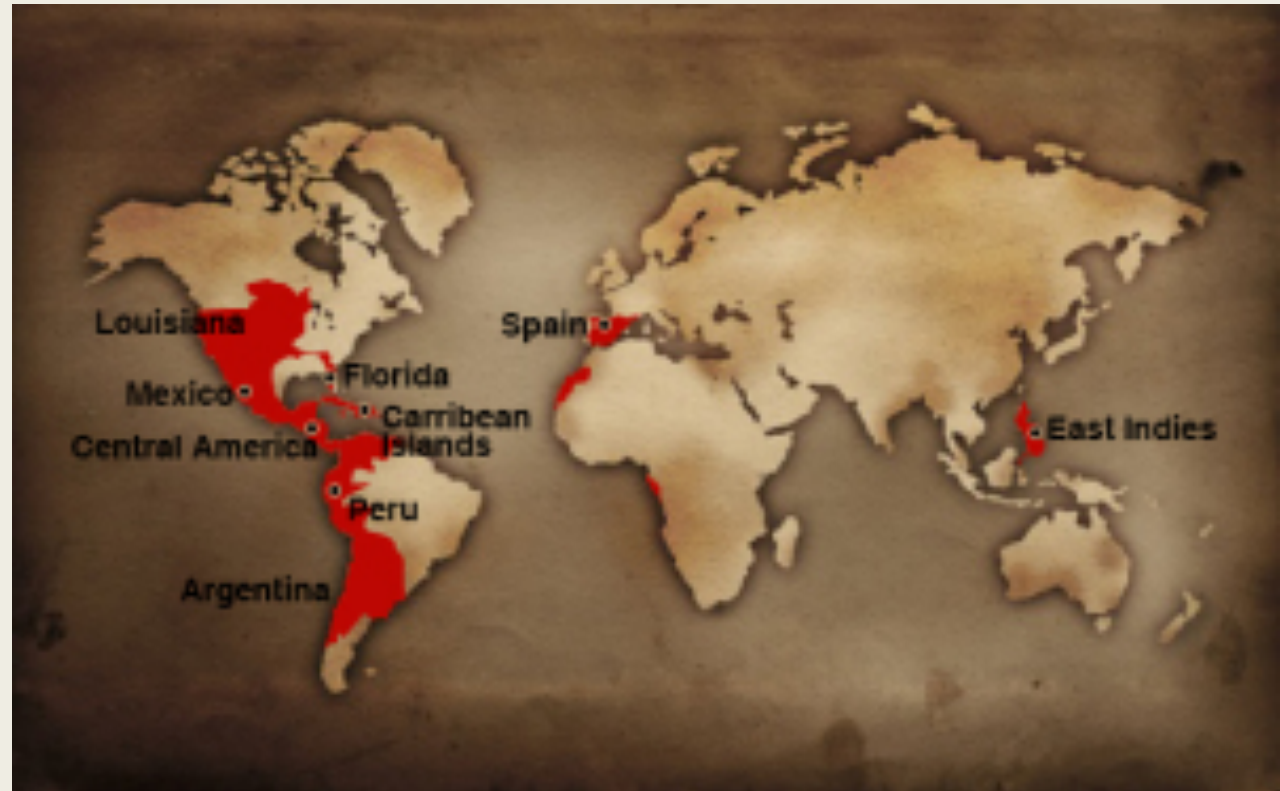 Louisiana
Spain
Florida
Mexico
Carribean
Islands
Central America
East Indies
Peru
Argentina